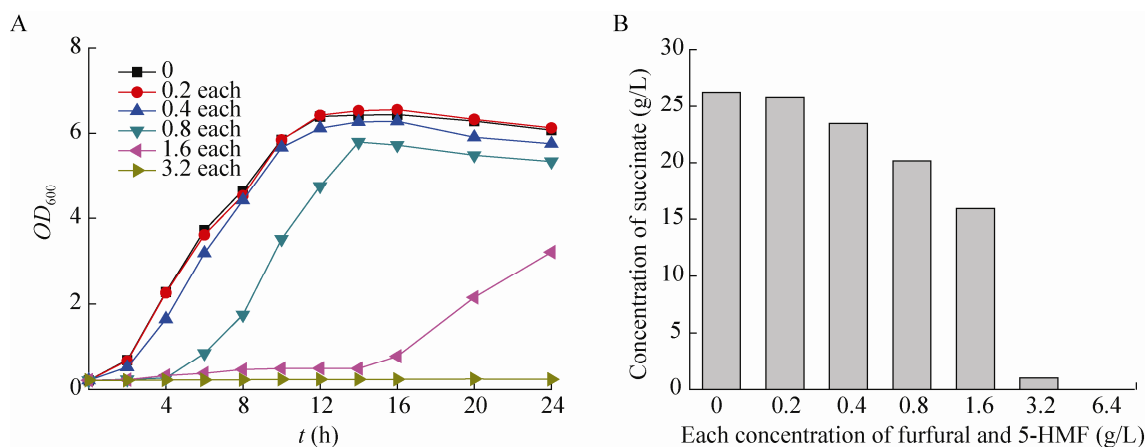 A
8
6
4
2
0
OD600
0
0.2 each
0.4 each
0.8 each
1.6 each
3.2 each
4 8 12 16 20 24
t (h)
B
30
25
20
15
10
5
0
Concentration of succinate (g/L)
0 0.2 0.4 0.8 1.6 3.2 6.4
Each concentration of furfural and 5-HMF (g/L)